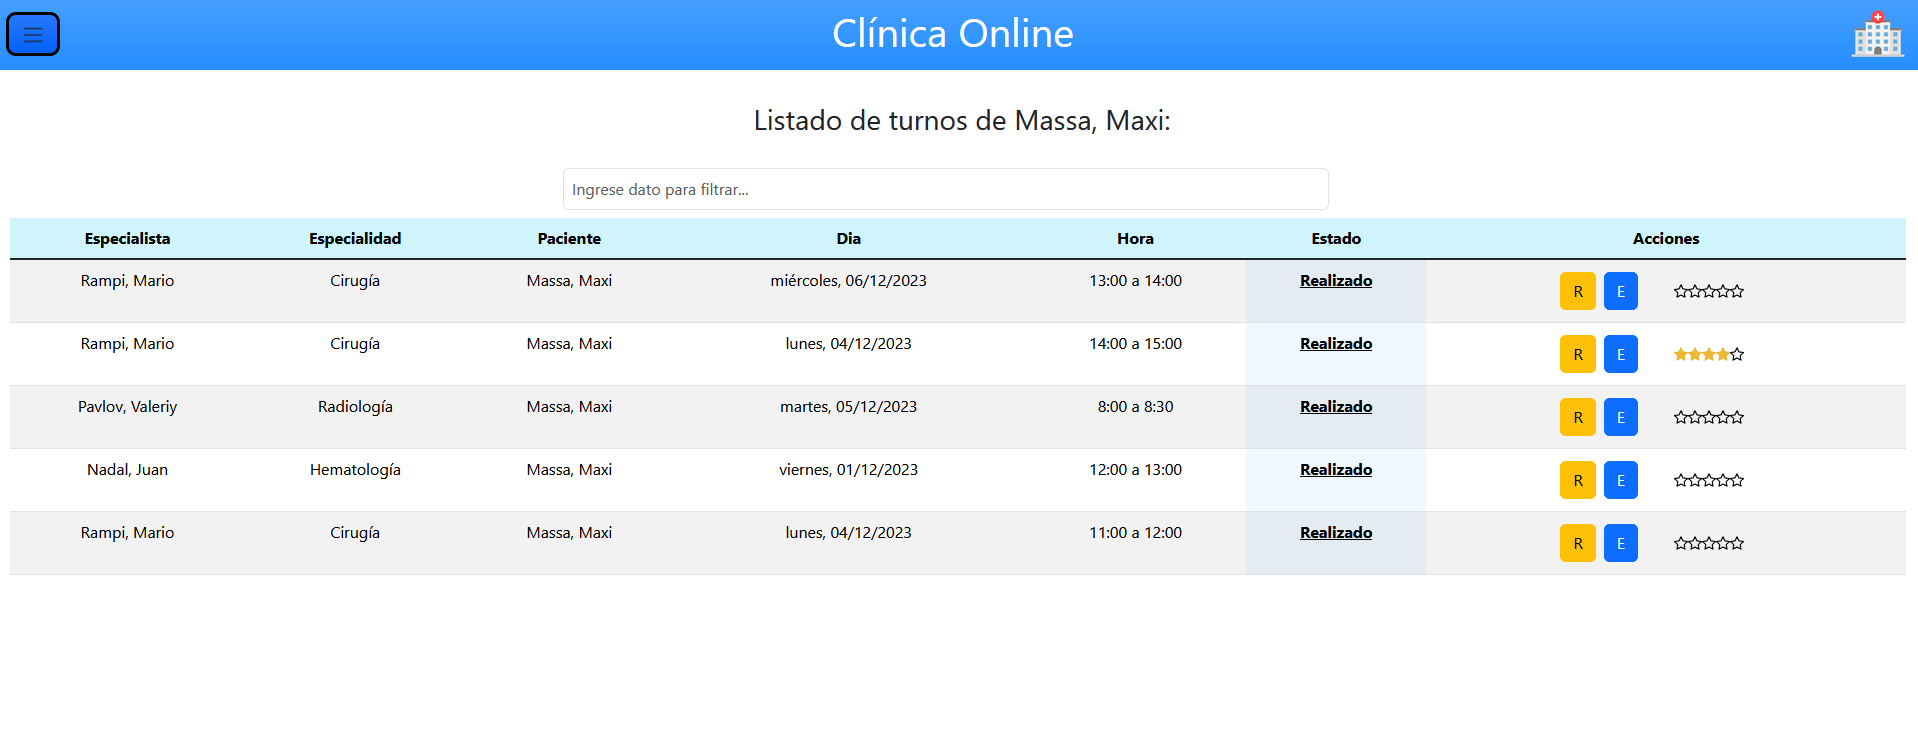 Clínica Online
Listado de turnos de Massa, Maxi:
Ingrese dato para filtrar...
Especialista Especialidad Paciente Dia Hora Estado Acciones
Rampi, Mario Cirugía Massa, Maxi miércoles, 06/12/2023 13:00 a 14:00 Realizado R E
Rampi, Mario Cirugía Massa, Maxi lunes, 04/12/2023 14:00 a 15:00 Realizado R E
Pavlov, Valeriy Radiología Massa, Maxi martes, 05/12/2023 8:00 a 8:30 Realizado R E
Nadal, Juan Hematología Massa, Maxi viernes, 01/12/2023 12:00 a 13:00 Realizado R E
Rampi, Mario Cirugía Massa, Maxi lunes, 04/12/2023 11:00 a 12:00 Realizado R E